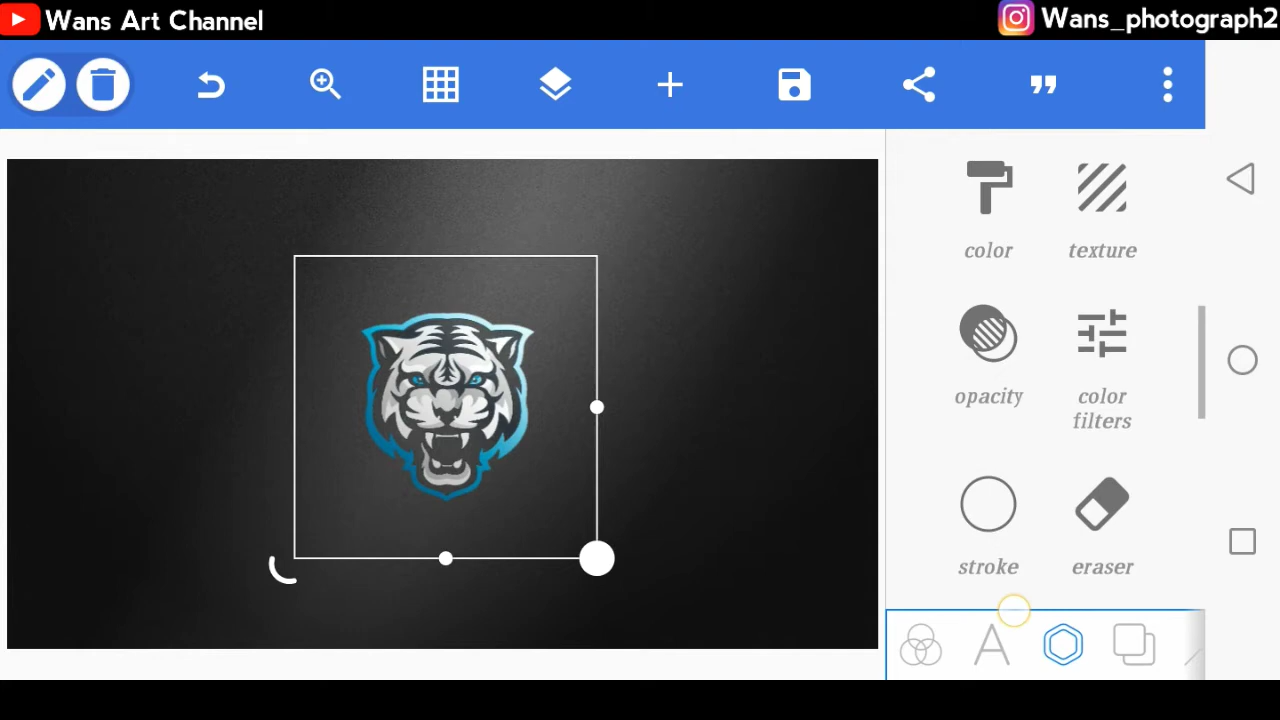 Wans Art Channel
Wans_photograph2
color
texture
opacity
color
filters
stroke
eraser